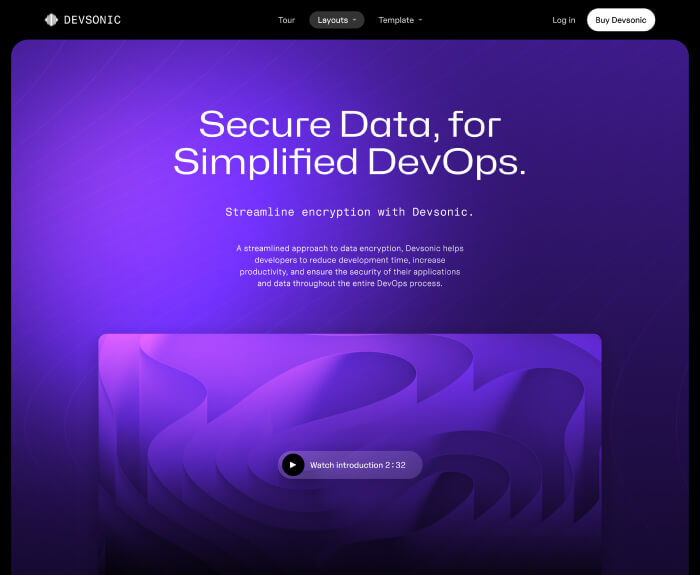 DEVSONIC
Tour
Layouts
Template
Log in
Buy Devsonic
Secure Data, for
Simplified DevOps.
Streamline encryption with Devsonic.
A streamlined approach to data encryption, Devsonic helps
developers to reduce development time, increase
productivity, and ensure the security of their applications
and data throughout the entire DevOps process.
Watch introduction 2:32